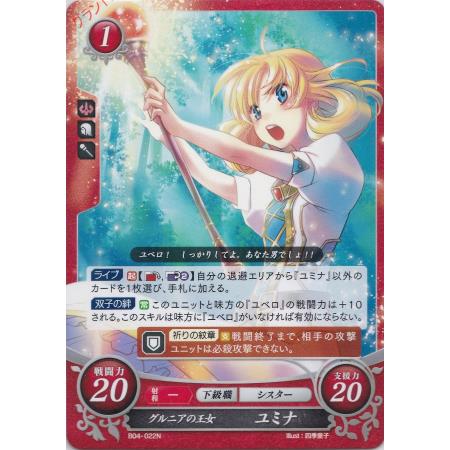 1
ユベロ! しっかりしてよ。あなた男でしょ!!
ライブ 起 自分の退避エリアから『ユミナ』以外の
カードを1枚選び、手札に加える。
双子の絆 常 このユニットと味方の『ユベロ』の戦闘力は+10
される。このスキルは味方に『ユベロ』がいなければ有効にならない。
祈りの紋章 支 戦闘終了まで、相手の攻撃
ユニットは必殺攻撃できない。
戦闘力
20
射程
一
下級職
シスター
支援力
20
グルニアの王女 ユミナ
B04-022N
Illust:四季童子